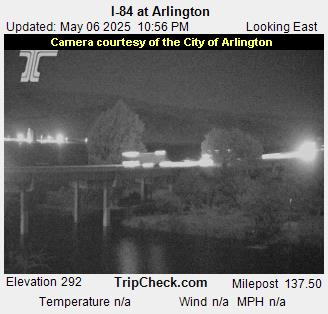 I-84 at Arlington
Updated: May 06 2025 10:56 PM Looking East
Camera courtesy of the City of Arlington
Elevation 292 TripCheck.com Milepost 137.50
Temperature n/a Wind n/a MPH n/a